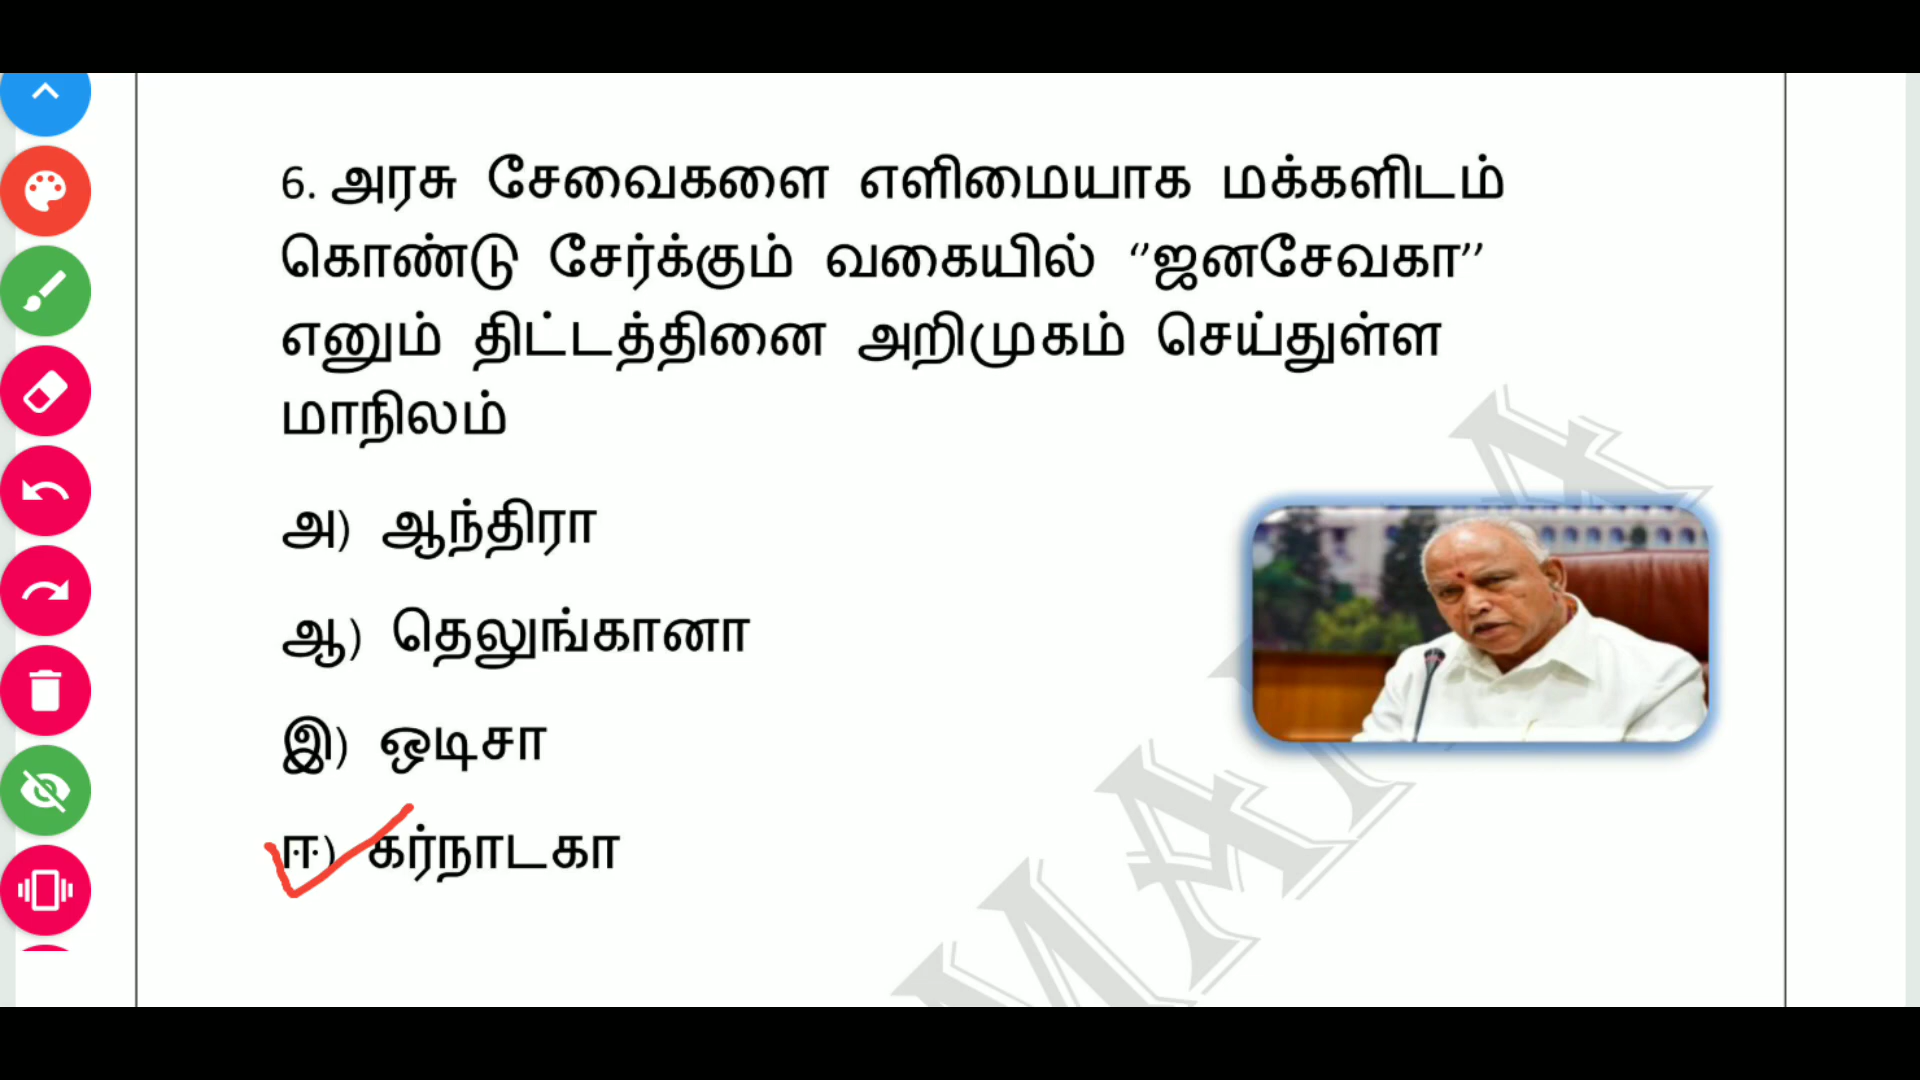 6. அரசு சேவைகளை எளிமையாக மக்களிடம்
கொண்டு சேர்க்கும் வகையில் ‘’ஜனசேவகா’’
எனும் திட்டத்தினை அறிமுகம் செய்துள்ள
மாநிலம்
அ) ஆந்திரா
ஆ) தெலுங்கானா
இ) ஒடிசா
ஈ) கர்நாடகா